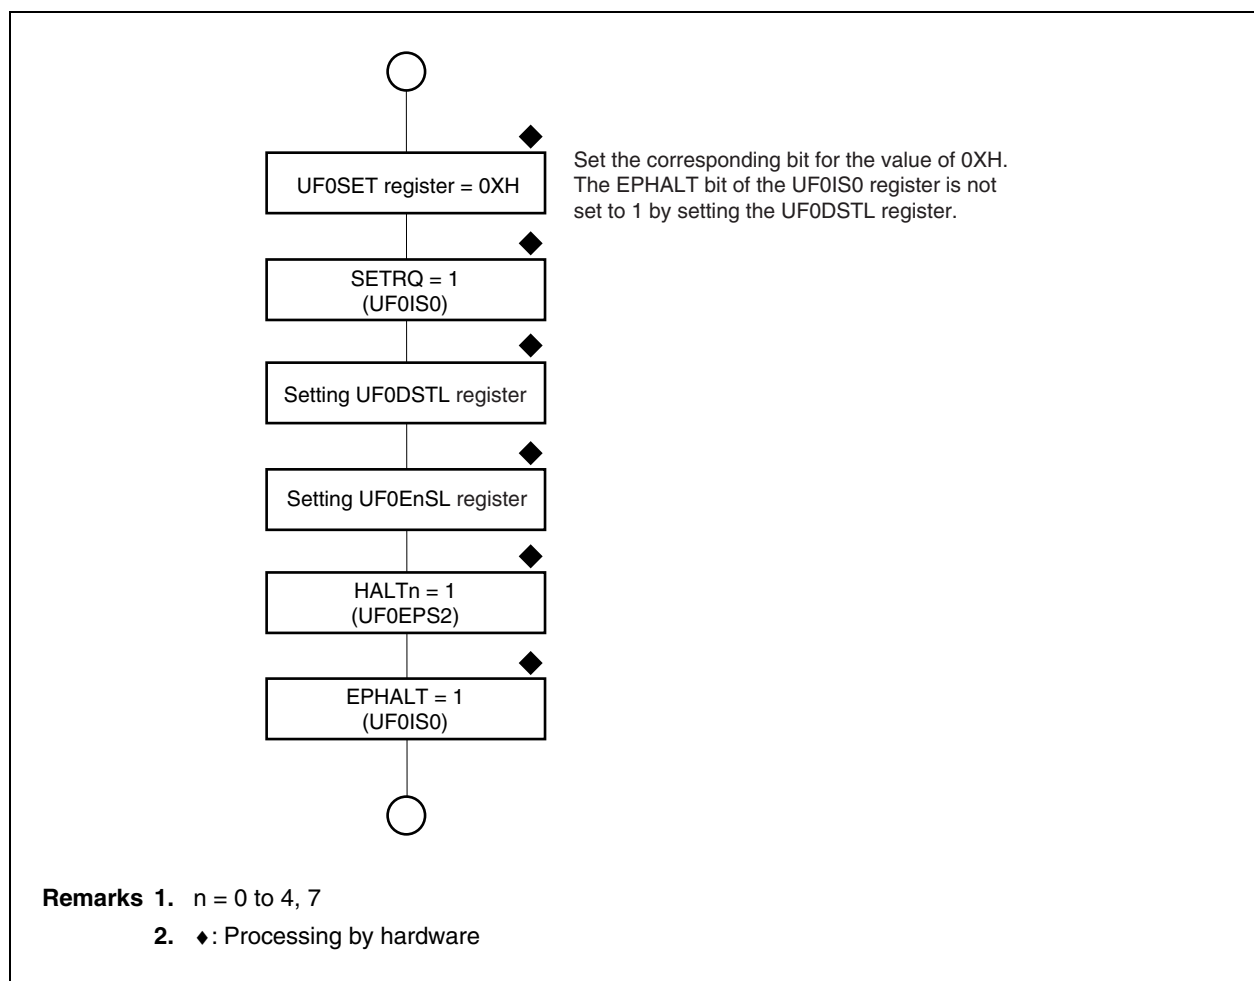 UF0SET register = 0XH
Set the corresponding bit for the value of 0XH.
The EPHALT bit of the UF0IS0 register is not
set to 1 by setting the UF0DSTL register.
SETRQ = 1
(UF0IS0)
Setting UF0DSTL register
Setting UF0EnSL register
HALTn = 1
(UF0EPS2)
EPHALT = 1
(UF0IS0)
Remarks 1. n = 0 to 4, 7
2. ♦: Processing by hardware